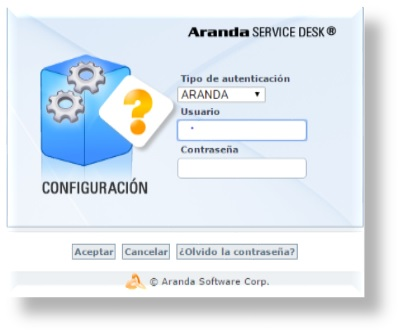 Aranda SERVICE DESK®
Tipo de autenticación
ARANDA
Usuario
Contraseña
CONFIGURACIÓN
Aceptar Cancelar ¿Olvido la contraseña?
© Aranda Software Corp.